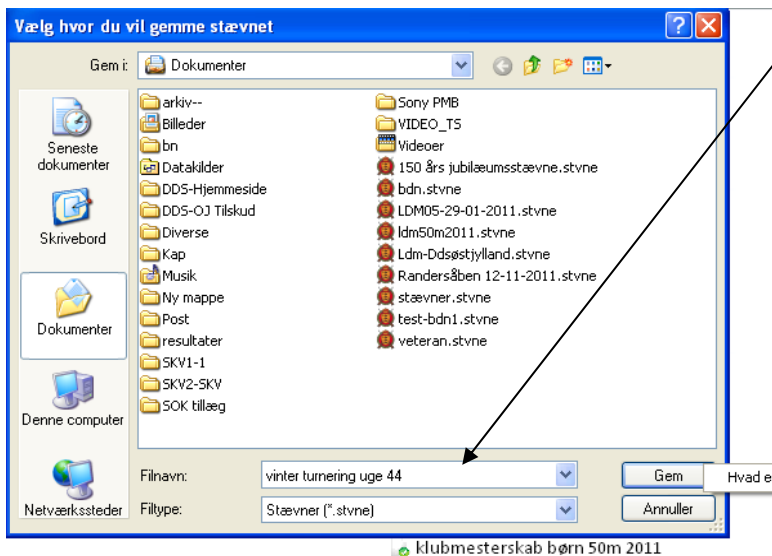 Vælg hvor du vil gemme stævnet
Gem i:
Dokumenter
Seneste
dokumenter
Skrivebord
Dokumenter
Denne computer
Netværkssteder
arkiv--
Billeder
bn
Datakilder
DDS-Hjemmeside
DDS-OJ Tilskud
Diverse
Kap
Musik
Ny mappe
Post
resultater
SKV1-1
SKV2-SKV
SOK tillæg
Sony PMB
VIDEO_TS
Videoer
150 års jubilæumsstævne.stvne
bdn.stvne
LDM05-29-01-2011.stvne
ldm50m2011.stvne
Ldm-Ddsøstjylland.stvne
Randersåben 12-11-2011.stvne
stævner.stvne
test-bdn1.stvne
veteran.stvne
Filnavn:
vinter turnering uge 44
Gem
Hvad e
Filtype:
Stævner (*.stvne)
Annuller
klubmesterskab børn 50m 2011